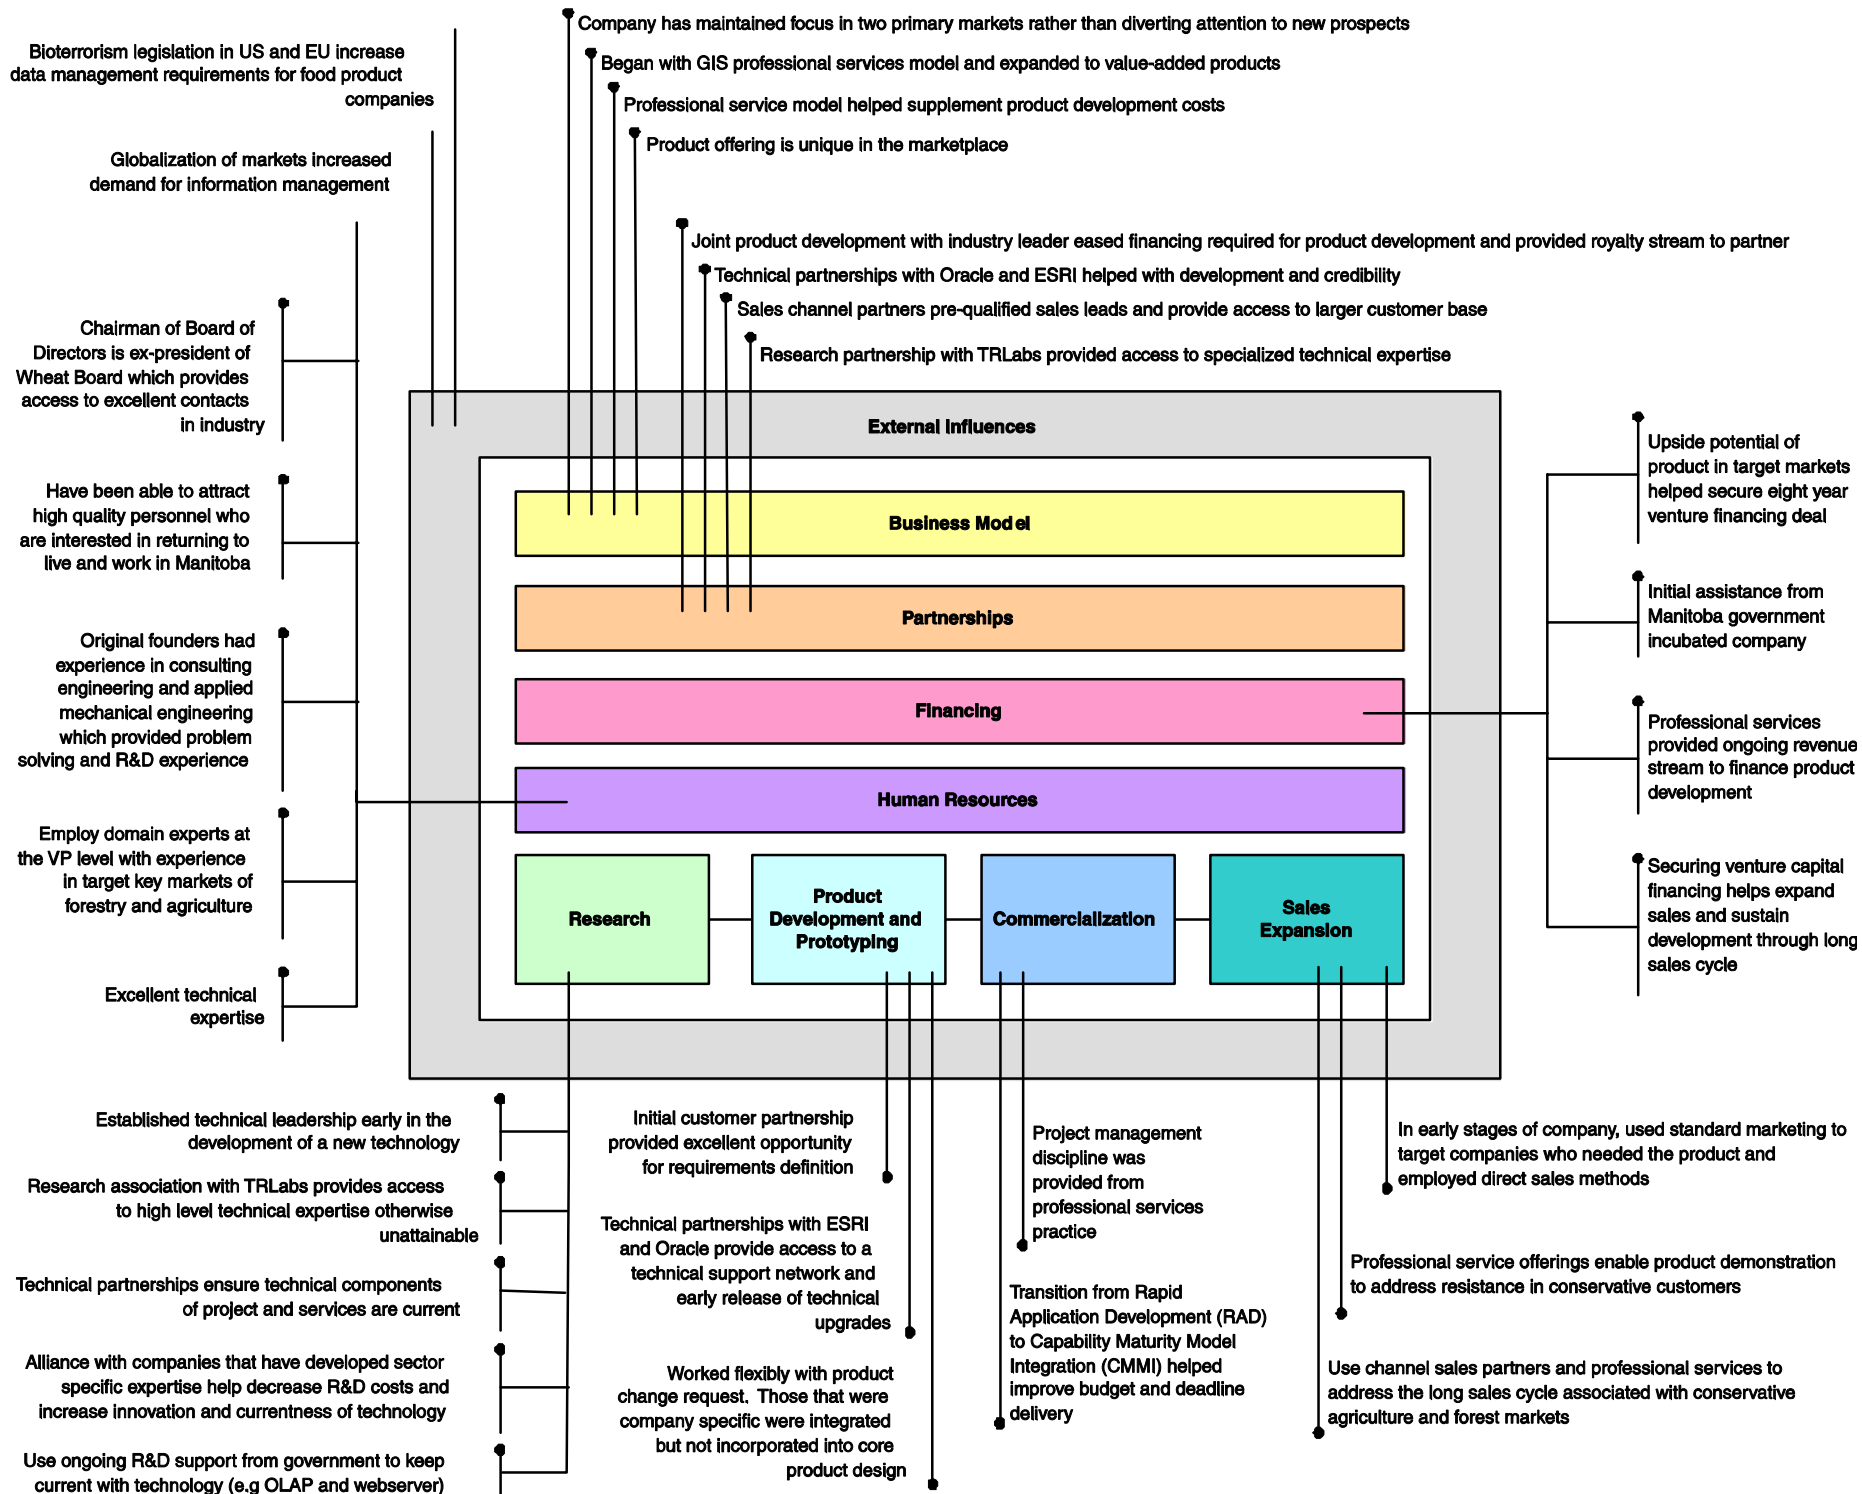 Company has maintained focus in two primary markets rather than diverting attention to new prospects
Began with GIS professional services model and expanded to value-added products
Professional service model helped supplement product development costs
Product offering is unique in the marketplace
Bioterrorism legislation in US and EU increase
data management requirements for food product
companies
Globalization of markets increased
demand for information management
Joint product development with industry leader eased financing required for product development and provided royalty stream to partner
Technical partnerships with Oracle and ESRI helped with development and credibility
Sales channel partners pre-qualified sales leads and provide access to larger customer base
Research partnership with TRLabs provided access to specialized technical expertise
Chairman of Board of
Directors is ex-president of
Wheat Board which provides
access to excellent contacts
in industry
Have been able to attract
high quality personnel who
are interested in returning to
live and work in Manitoba
Original founders had
experience in consulting
engineering and applied
mechanical engineering
which provided problem
solving and R&D experience
Employ domain experts at
the VP level with experience
in target key markets of
forestry and agriculture
Excellent technical
expertise
External Influences
Business Model
Partnerships
Financing
Human Resources
Research
Product
Development and
Prototyping
Commercialization
Sales
Expansion
Upside potential of
product in target markets
helped secure eight year
venture financing deal
Initial assistance from
Manitoba government
incubated company
Professional services
provided ongoing revenue
stream to finance product
development
Securing venture capital
financing helps expand
sales and sustain
development through long
sales cycle
Established technical leadership early in the
development of a new technology
Research association with TRLabs provides access
to high level technical expertise otherwise
unattainable
Technical partnerships ensure technical components
of project and services are current
Alliance with companies that have developed sector
specific expertise help decrease R&D costs and
increase innovation and currentness of technology
Use ongoing R&D support from government to keep
current with technology (e.g OLAP and webserver)
Initial customer partnership
provided excellent opportunity
for requirements definition
Technical partnerships with ESRI
and Oracle provide access to a
technical support network and
early release of technical
upgrades
Worked flexibly with product
change request. Those that were
company specific were integrated
but not incorporated into core
product design
Project management
discipline was
provided from
professional services
practice
Transition from Rapid
Application Development (RAD)
to Capability Maturity Model
Integration (CMMI) helped
improve budget and deadline
delivery
In early stages of company, used standard marketing to
target companies who needed the product and
employed direct sales methods
Professional service offerings enable product demonstration
to address resistance in conservative customers
Use channel sales partners and professional services to
address the long sales cycle associated with conservative
agriculture and forest markets